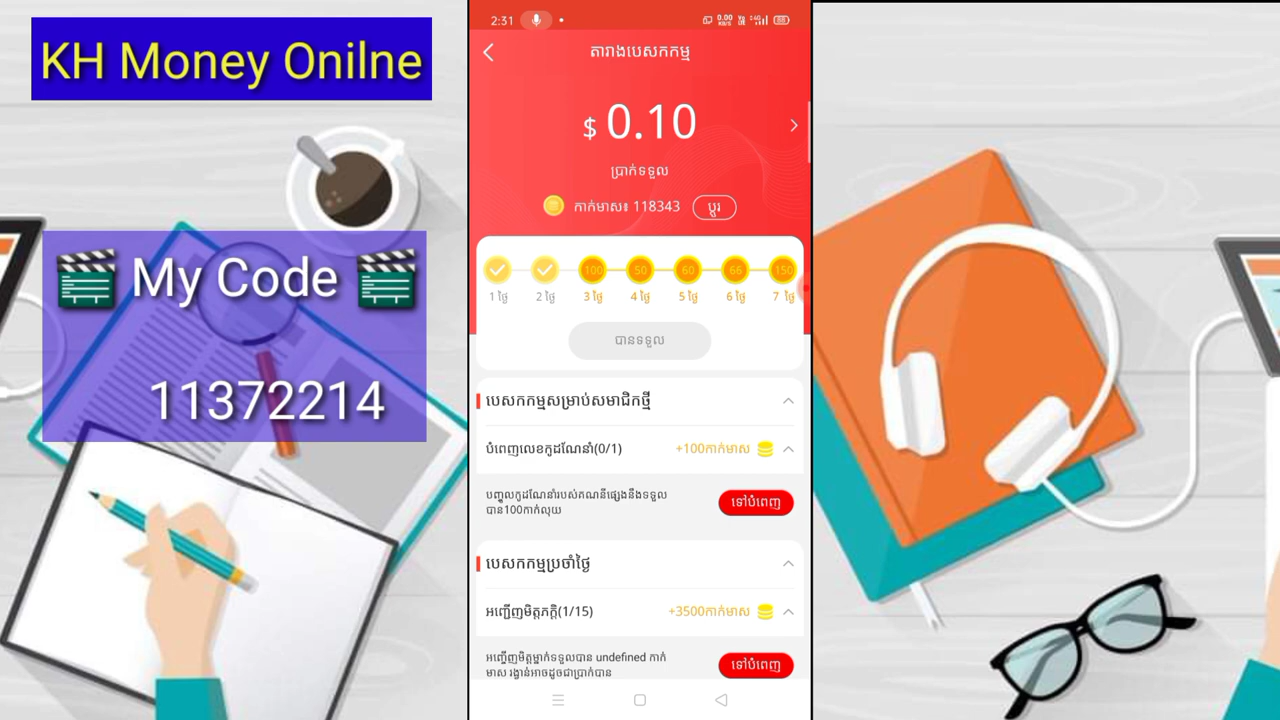 KH Money Onilne
My Code
11372214
2:31
0.00
KB/S
88
តារាងបេសកកម្ម
$ 0.10
ប្រាក់ទទួល
កាក់មាស៖ 118343
ប្តូរ
100 50 60 66 150
1 ថ្ងៃ 2 ថ្ងៃ 3 ថ្ងៃ 4 ថ្ងៃ 5 ថ្ងៃ 6 ថ្ងៃ 7 ថ្ងៃ
បានទទួល
បេសកកម្មសម្រាប់សមាជិកថ្មី
បំពេញលេខកូដណែនាំ(0/1) +100កាក់មាស
បញ្ចូលកូដណែនាំរបស់គណនីផ្សេងនឹងទទួល
បាន100កាក់លុយ
ទៅបំពេញ
បេសកកម្មប្រចាំថ្ងៃ
អញ្ជើញមិត្តភក្តិ(1/15) +3500កាក់មាស
អញ្ជើញមិត្តម្នាក់ទទួលបាន undefined កាក់
មាស រង្វាន់អាចដូចជាប្រាក់បាន
ទៅបំពេញ